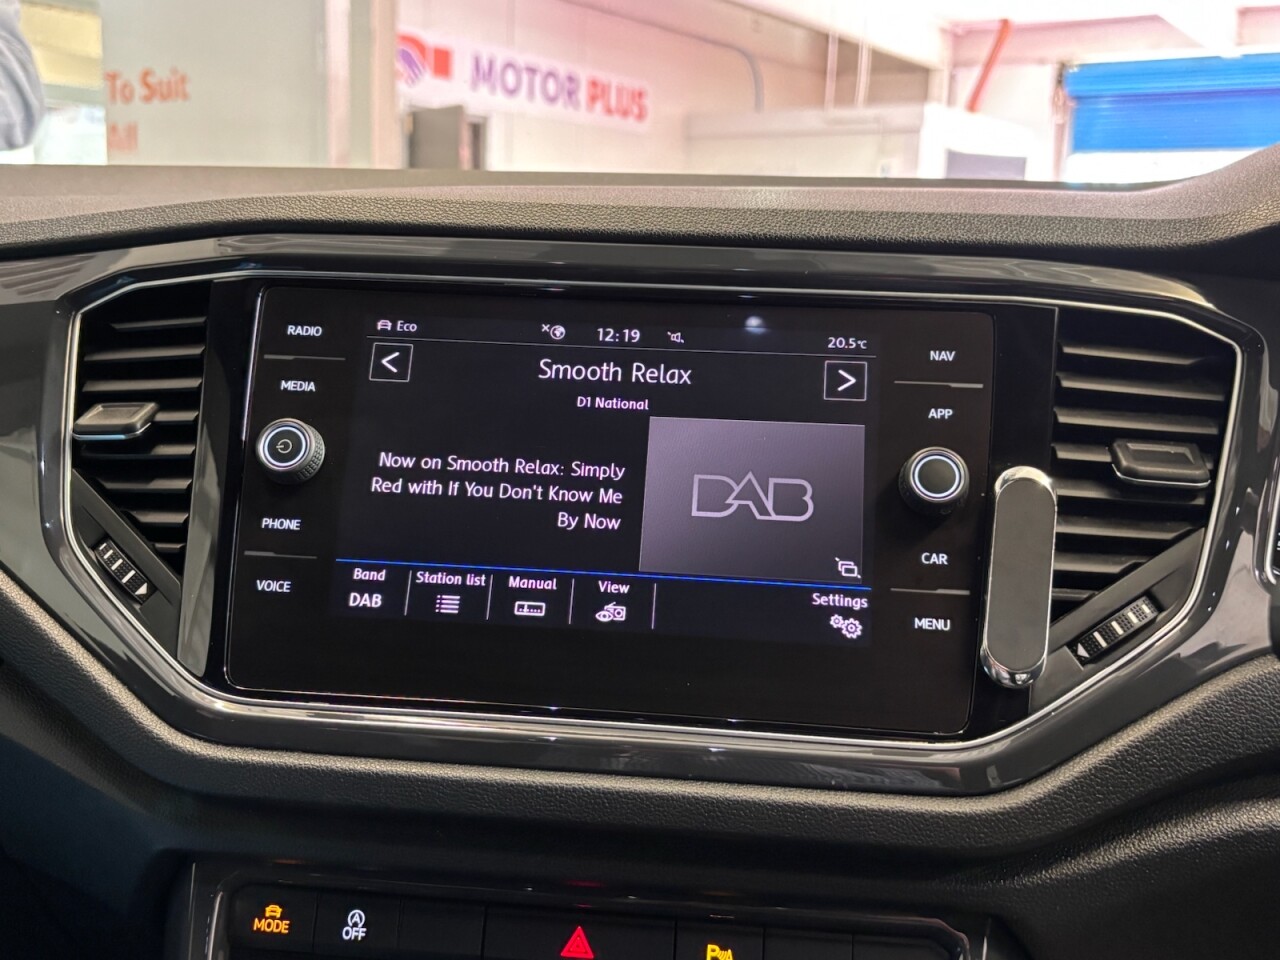 To Suit
All
MOTOR PLUS
RADIO
MEDIA
PHONE
VOICE
Eco
12:19
20.5°C
<
Smooth Relax
>
D1 National
Now on Smooth Relax: Simply
Red with If You Don't Know Me
By Now
DAB
Band
DAB
Station list
Manual
View
Settings
NAV
APP
CAR
MENU
MODE
A
OFF
P